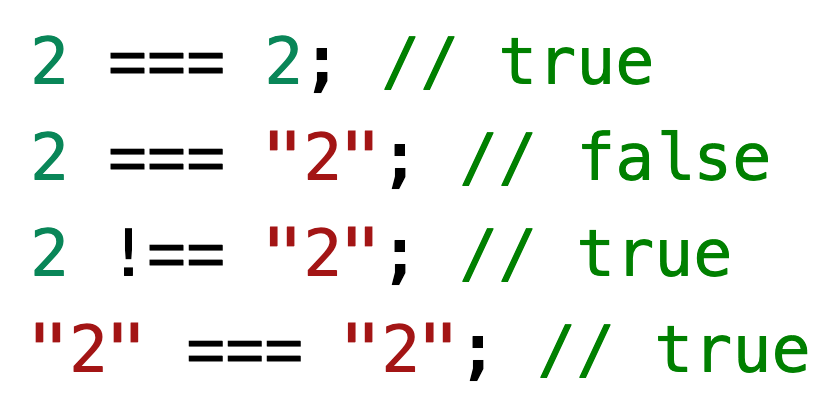 2 === 2; // true
2 === "2"; // false
2 !== "2"; // true
"2" === "2"; // true